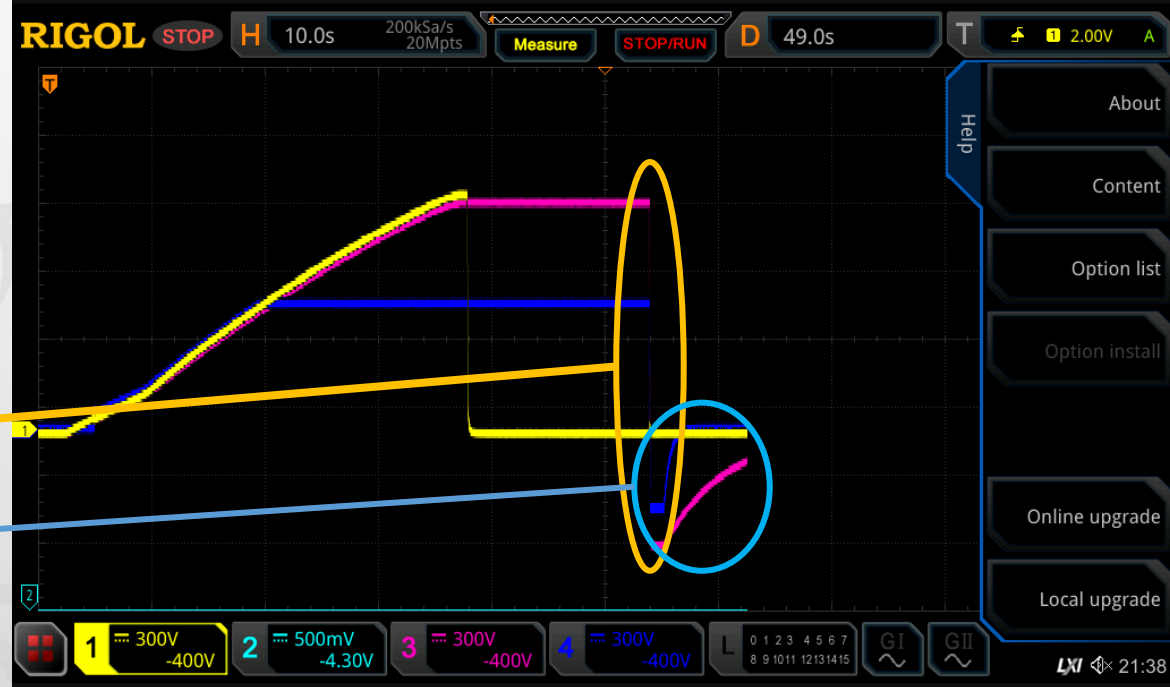 RIGOL STOP H 10.0s 200kSa/s 20Mpts Measure STOP/RUN D 49.0s T 1 2.00V A
T
Help
About
Content
Option list
Option install
1
Online upgrade
2
Local upgrade
1 300V -400V 2 500mV -4.30V 3 300V -400V 4 300V -400V L 0 1 2 3 4 5 6 7 8 9 10 11 12 13 14 15 GI GII
LXI 21:38